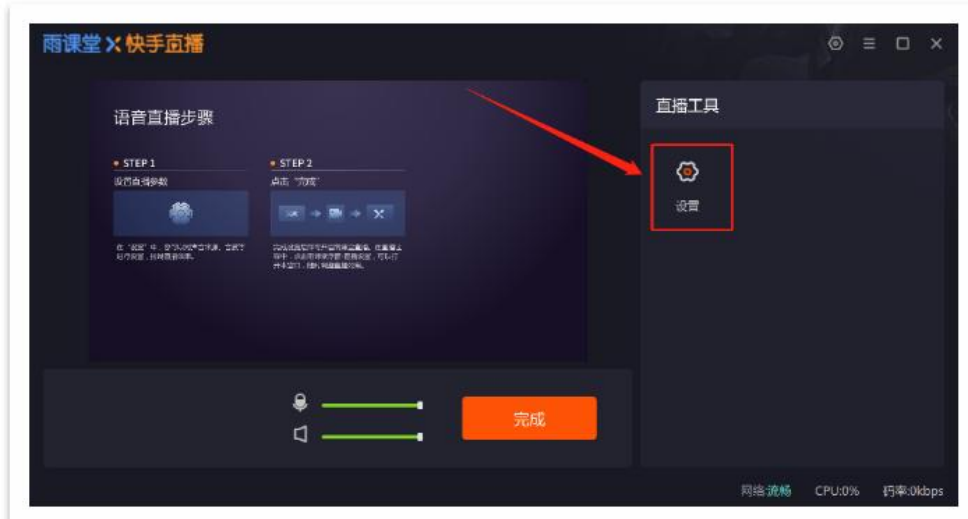 雨课堂X快手直播
直播工具
语音直播步骤
STEP 1
设置直播参数
STEP 2
点击 "完成"
设置
完成
网络:流畅 CPU:0% 码率:0kbps